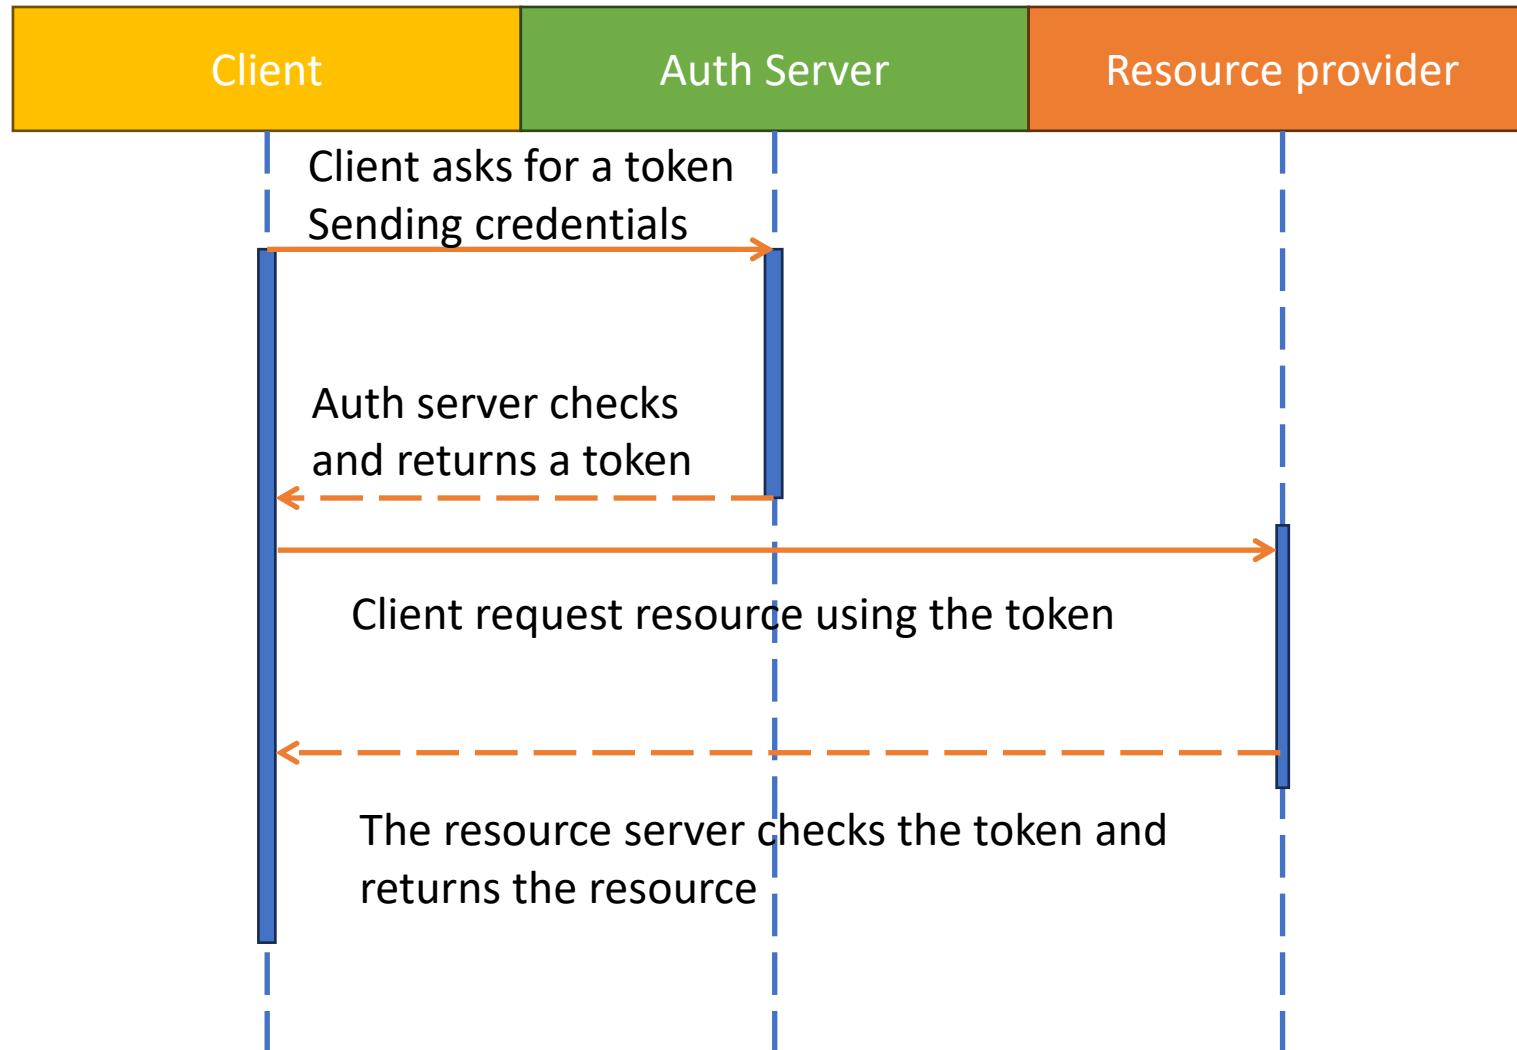 Client
Auth Server
Resource provider
Client asks for a token
Sending credentials
Auth server checks
and returns a token
Client request resource using the token
The resource server checks the token and
returns the resource